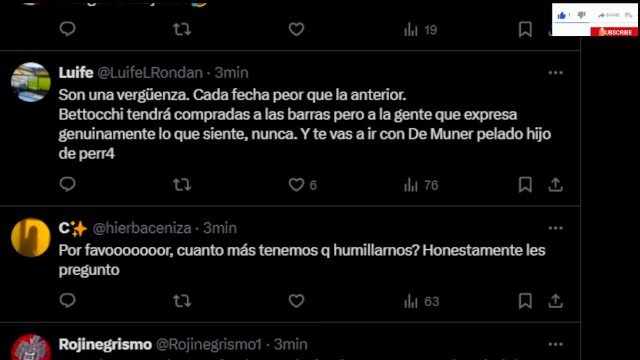 19
Luife @LuifeLRondan · 3min
Son una vergüenza. Cada fecha peor que la anterior.
Bettocchi tendrá compradas a las barras pero a la gente que expresa
genuinamente lo que siente, nunca. Y te vas a ir con De Muner pelado hijo
de perr4
6 76
C✨ @hierbaceniza · 3min
Por favooooooor, cuanto más tenemos q humillarnos? Honestamente les
pregunto
63
Rojinegrismo @Rojinegrismo1 · 3min
1 SHARE
SUBSCRIBE